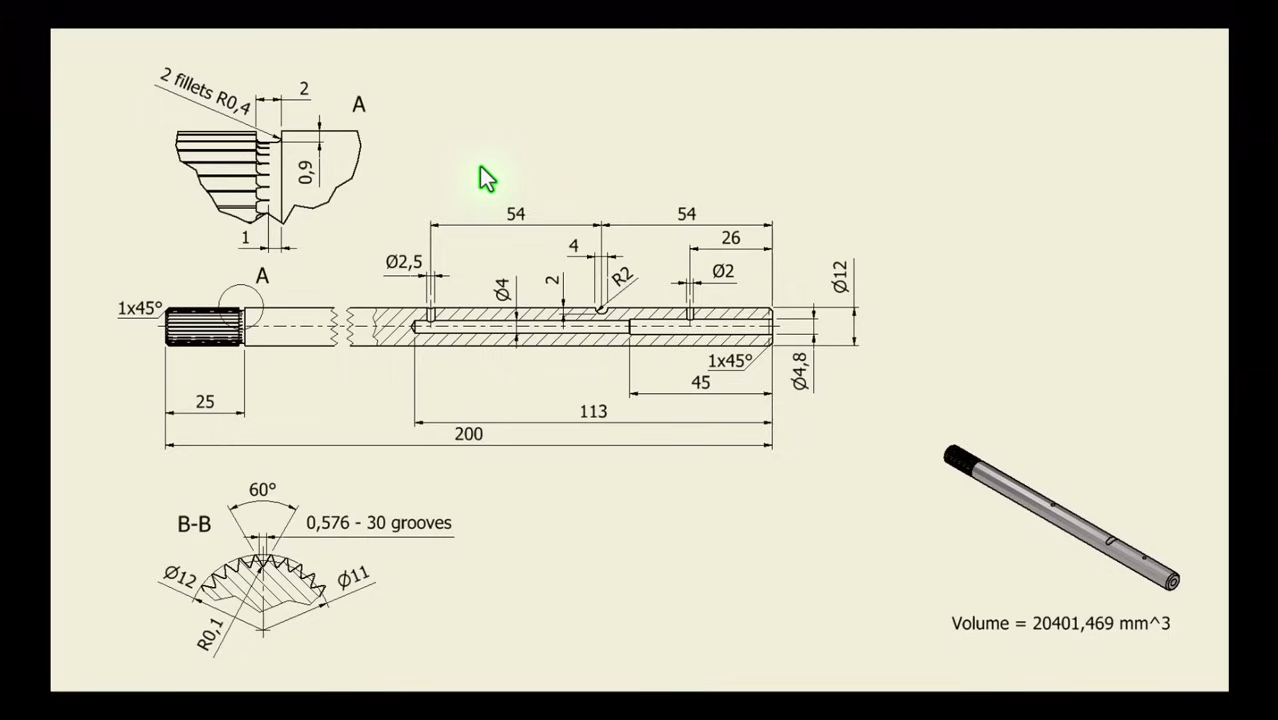 2 fillets R0,4
2
A
0,9
1
A
54
54
26
4
Ø2,5
Ø4
2
R2
Ø2
Ø12
1x45°
1x45°
Ø4,8
45
25
113
200
60°
B-B
0,576 - 30 grooves
Ø12
Ø11
R0,1
Volume = 20401,469 mm^3